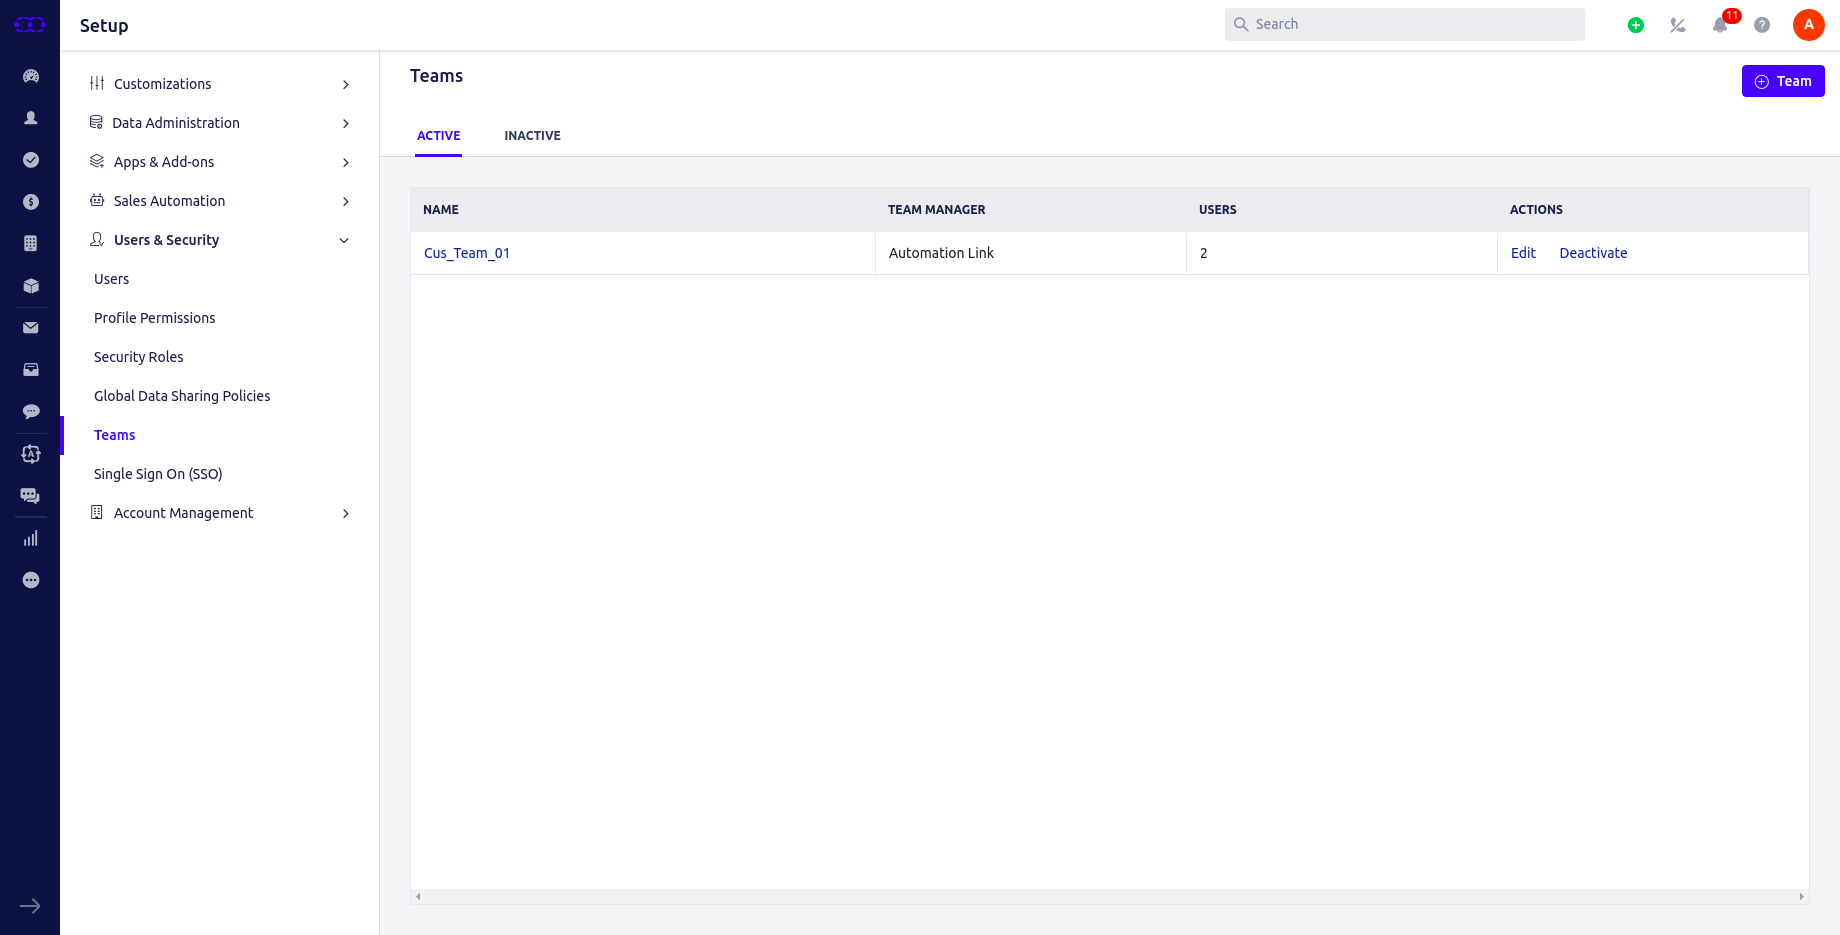 Setup
Search
11
A
Customizations
Data Administration
Apps & Add-ons
Sales Automation
Users & Security
Users
Profile Permissions
Security Roles
Global Data Sharing Policies
Teams
Single Sign On (SSO)
Account Management
Teams
Team
ACTIVE INACTIVE
NAME TEAM MANAGER USERS ACTIONS
Cus_Team_01 Automation Link 2 Edit Deactivate